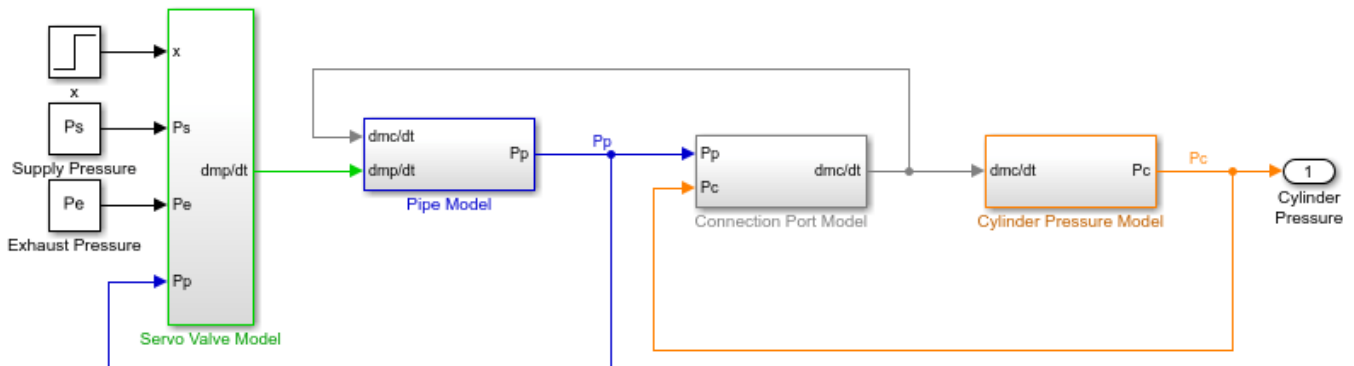 x
x
Ps
Ps
Supply Pressure
Pe
Pe
Exhaust Pressure
Pp
dmp/dt
Servo Valve Model
dmc/dt
dmp/dt
Pp
Pipe Model
Pp
Pp
Pc
dmc/dt
Connection Port Model
dmc/dt
Pc
Cylinder Pressure Model
Pc
1
Cylinder
Pressure